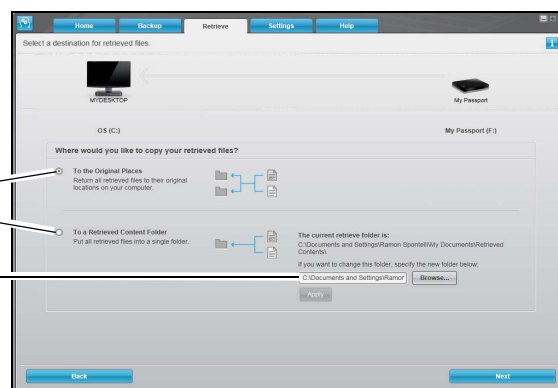 Home Backup Retrieve Settings Help
Select a destination for retrieved files.
MYDESKTOP
My Passport
OS (C:)
My Passport (F:)
Where would you like to copy your retrieved files?
To the Original Places
Return all retrieved files to their original
locations on your computer.
To a Retrieved Content Folder
Put all retrieved files into a single folder.
The current retrieve folder is:
C:\Documents and Settings\Ramon Spontelli\My Documents\Retrieved
Contents\
If you want to change this folder, specify the new folder below:
C:\Documents and Settings\Ramor
Browse...
Apply
Back
Next